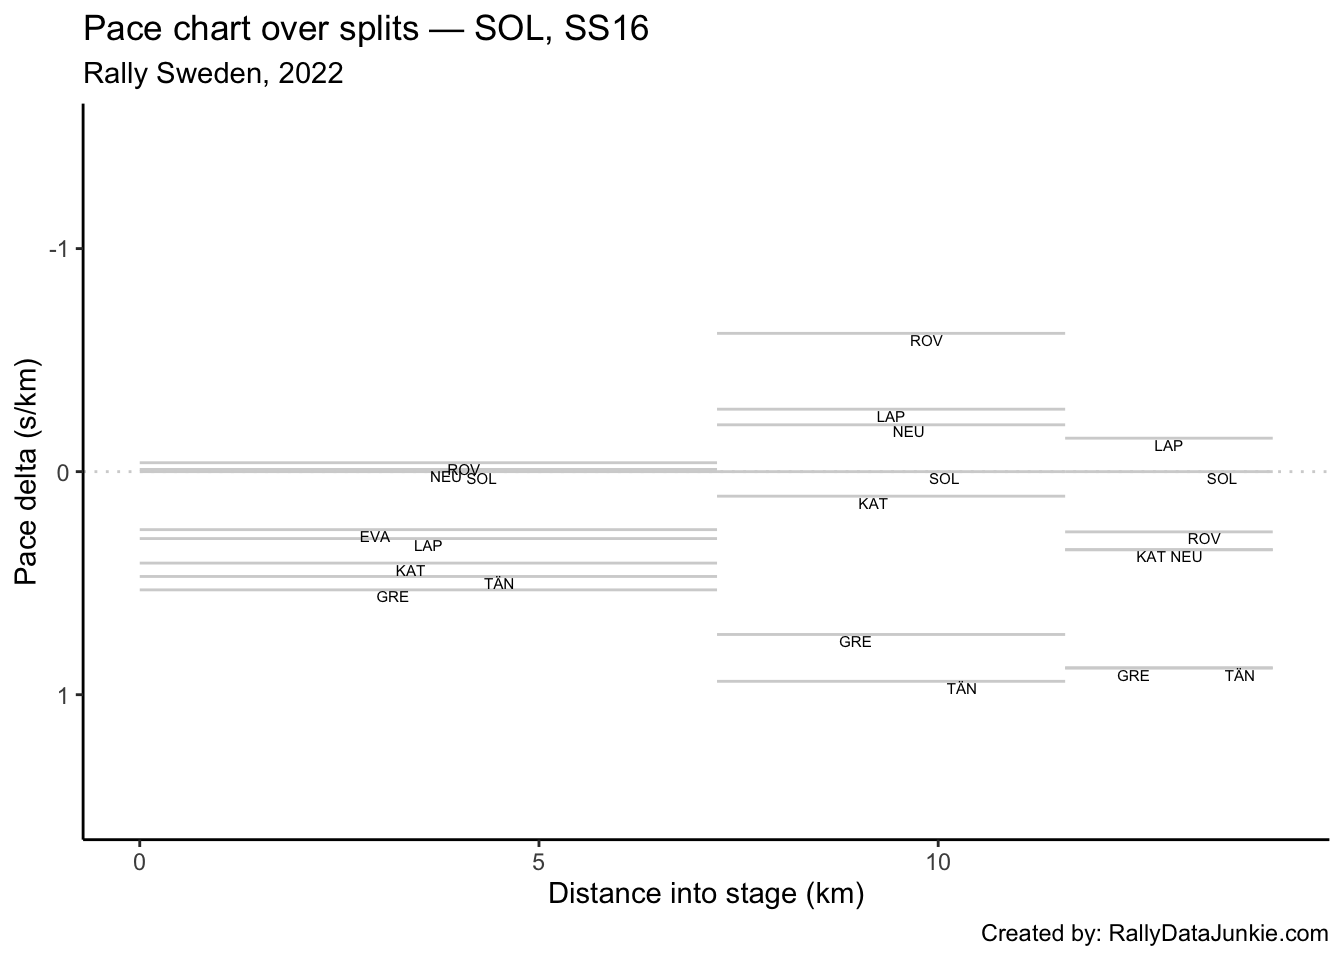 Pace chart over splits — SOL, SS16
Rally Sweden, 2022
Pace delta (s/km)
-1
0
1
ROV
NEU SOL
EVA
LAP
KAT
TÄN
GRE
ROV
LAP
NEU
SOL
KAT
GRE
TÄN
LAP
SOL
ROV
KAT NEU
GRE TÄN
0 5 10
Distance into stage (km)
Created by: RallyDataJunkie.com